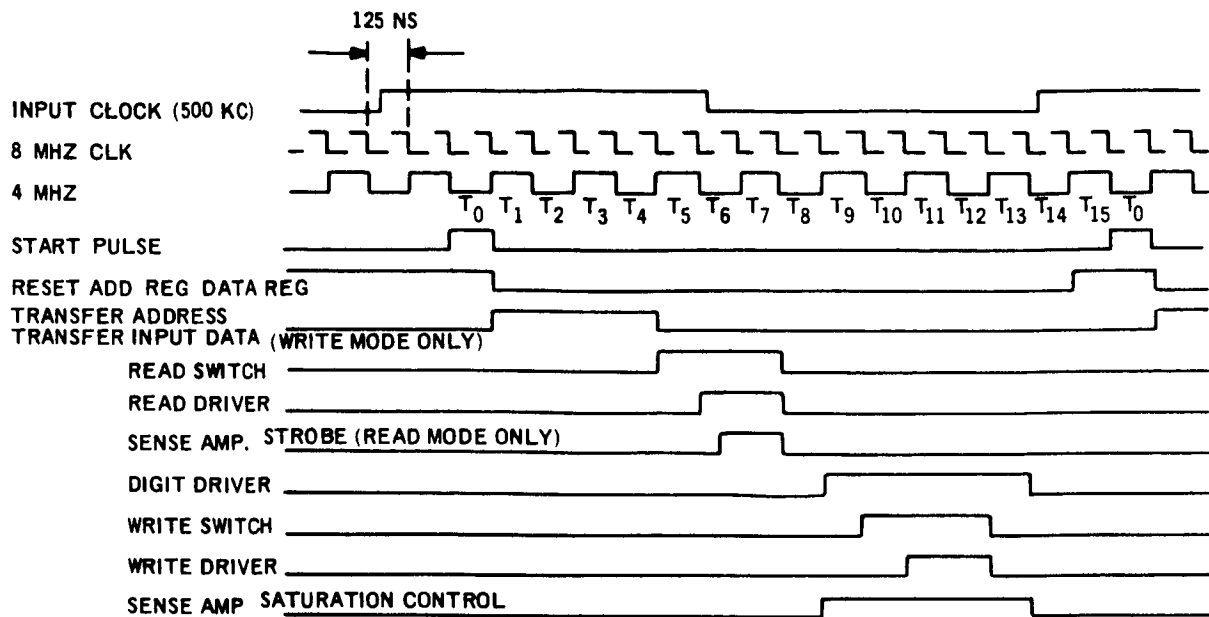 125 NS
INPUT CLOCK (500 KC)
8 MHZ CLK
4 MHZ
T0 T1 T2 T3 T4 T5 T6 T7 T8 T9 T10 T11 T12 T13 T14 T15 T0
START PULSE
RESET ADD REG DATA REG
TRANSFER ADDRESS
TRANSFER INPUT DATA (WRITE MODE ONLY)
READ SWITCH
READ DRIVER
SENSE AMP. STROBE (READ MODE ONLY)
DIGIT DRIVER
WRITE SWITCH
WRITE DRIVER
SENSE AMP SATURATION CONTROL